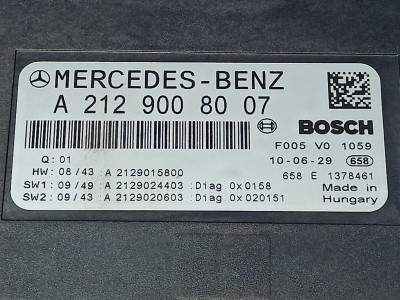 MERCEDES-BENZ
A 212 900 80 07
BOSCH
Q: 01
F005 V0 1059
HW: 08/43: A 2129015800
10-06-29 658
SW1: 09/49: A 2129024403: Diag 0x0158
658 E 1378461
SW2: 09/43: A 2129020603: Diag 0x020151
Made in
Hungary